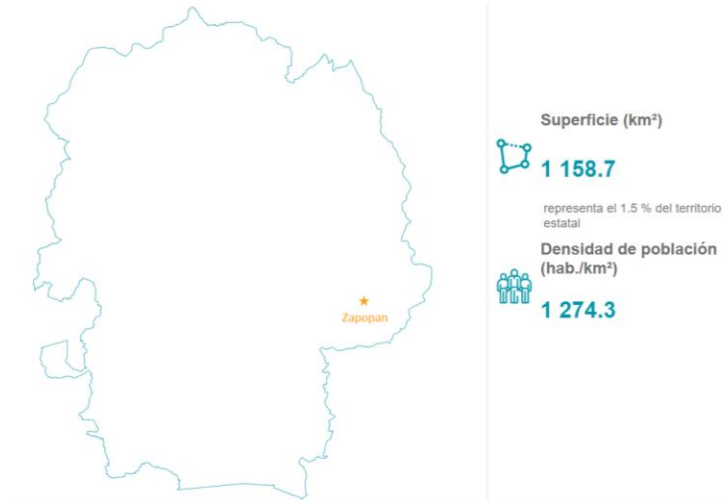 Zapopan
Superficie (km²)
1 158.7
representa el 1.5 % del territorio
estatal
Densidad de población
(hab./km²)
1 274.3